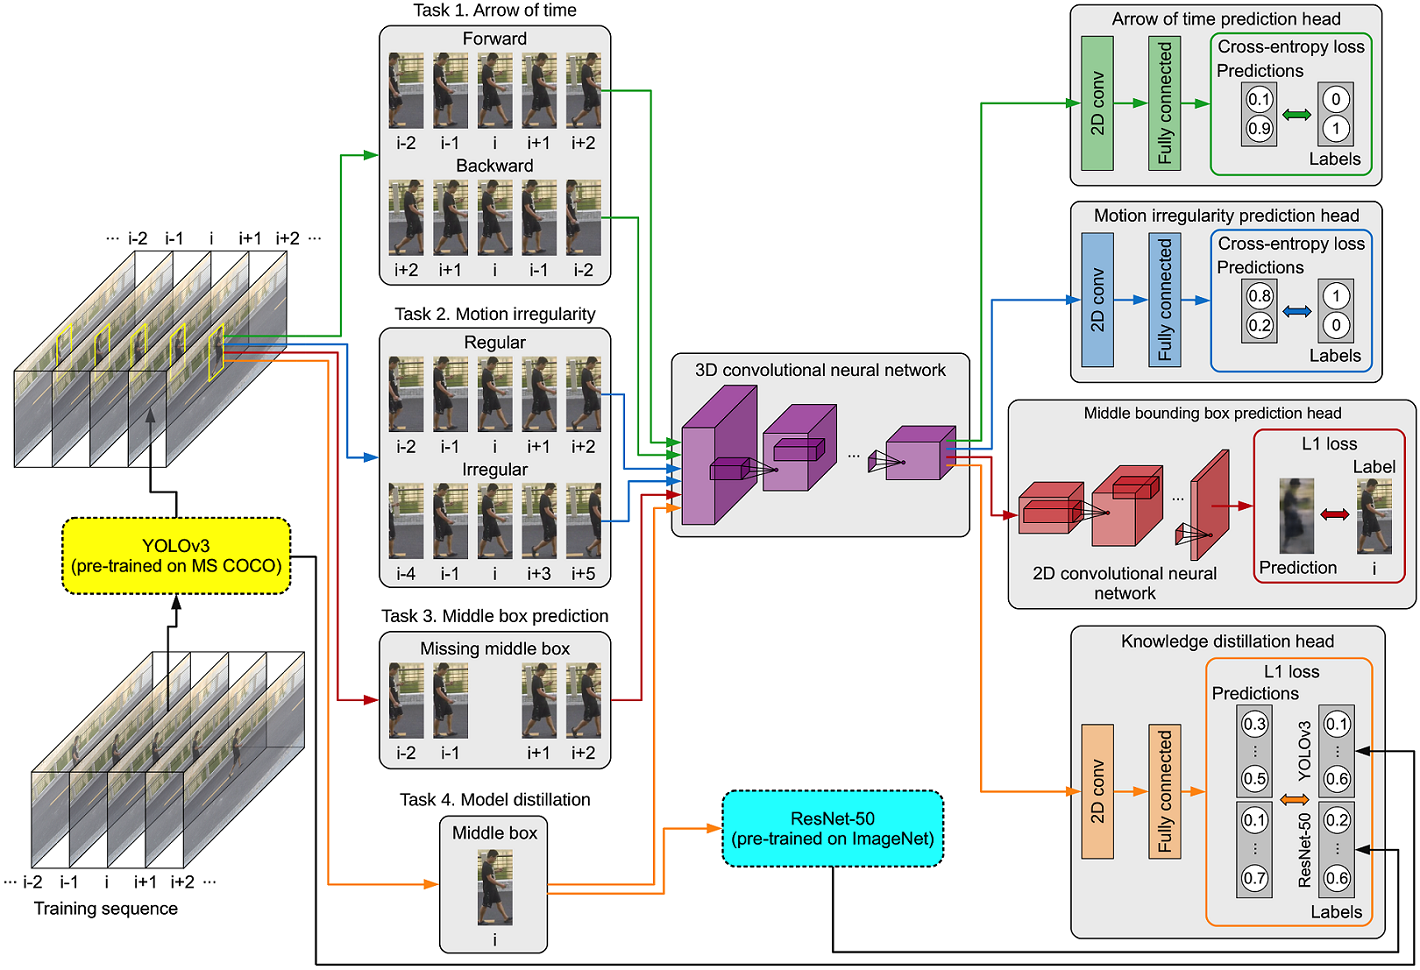 Task 1. Arrow of time
Forward
i-2 i-1 i i+1 i+2
Backward
i+2 i+1 i i-1 i-2
··· i-2 i-1 i i+1 i+2 ···
Task 2. Motion irregularity
Regular
i-2 i-1 i i+1 i+2
Irregular
i-4 i-1 i i+3 i+5
YOLOv3
(pre-trained on MS COCO)
Task 3. Middle box prediction
Missing middle box
i-2 i-1 i+1 i+2
Task 4. Model distillation
Middle box
i
··· i-2 i-1 i i+1 i+2 ···
Training sequence
3D convolutional neural network
···
ResNet-50
(pre-trained on ImageNet)
Arrow of time prediction head
2D conv
Fully connected
Cross-entropy loss
Predictions
0.1 0
0.9 1
Labels
Motion irregularity prediction head
2D conv
Fully connected
Cross-entropy loss
Predictions
0.8 1
0.2 0
Labels
Middle bounding box prediction head
L1 loss
Label
···
Prediction i
2D convolutional neural
network
Knowledge distillation head
2D conv
Fully connected
L1 loss
Predictions
YOLOv3
0.3 0.1
··· ···
0.5 0.6
ResNet-50
0.1 0.2
··· ···
0.7 0.6
Labels